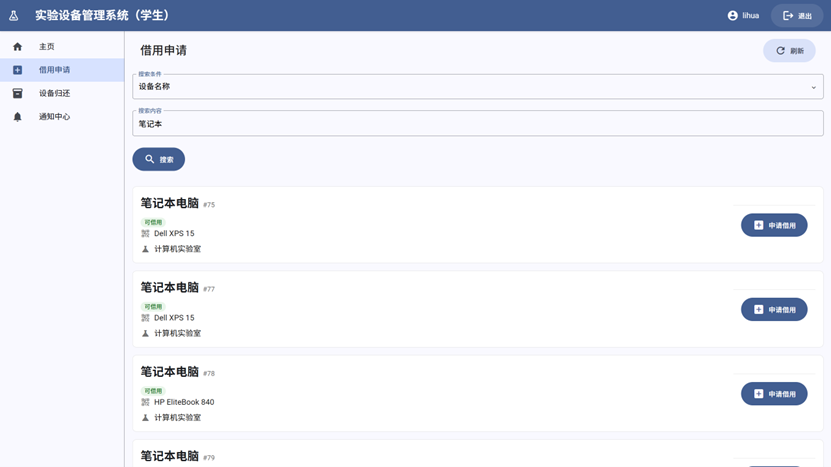 实验设备管理系统（学生）
lihua
退出
主页
借用申请
设备归还
通知中心
借用申请
刷新
搜索条件
设备名称
搜索内容
笔记本
搜索
笔记本电脑 #75
可借用
Dell XPS 15
计算机实验室
申请借用
笔记本电脑 #77
可借用
Dell XPS 15
计算机实验室
申请借用
笔记本电脑 #78
可借用
HP EliteBook 840
计算机实验室
申请借用
笔记本电脑 #79